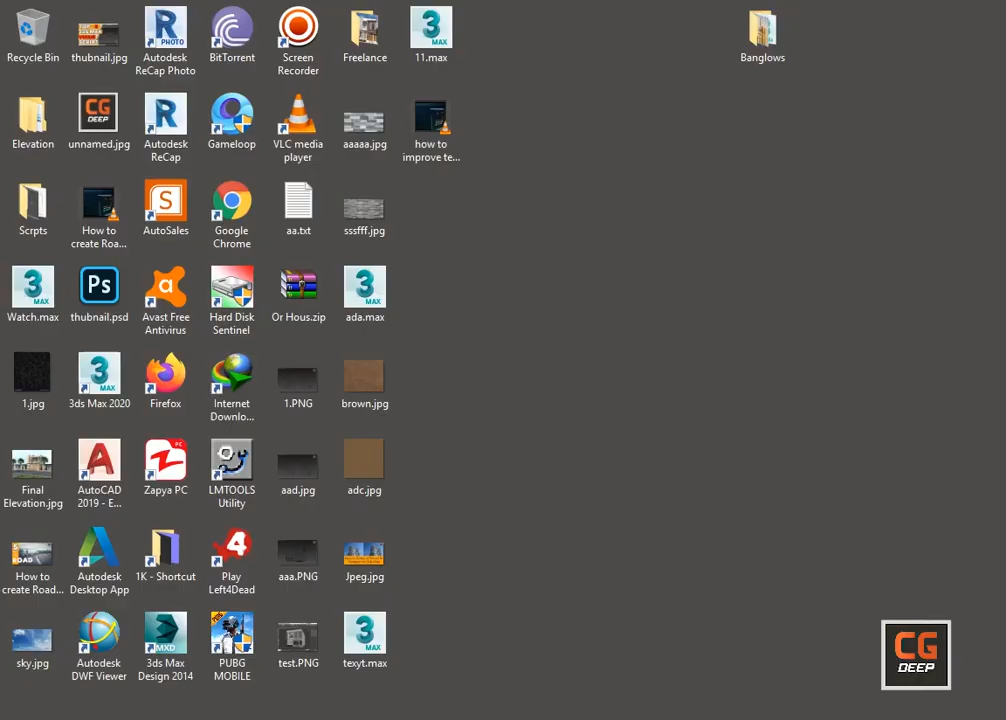 Recycle Bin
thubnail.jpg
Autodesk
ReCap Photo
BitTorrent
Screen
Recorder
Freelance
11.max
Banglows
Elevation
unnamed.jpg
Autodesk
ReCap
Gameloop
VLC media
player
aaaaa.jpg
how to
improve te...
Scrpts
How to
create Roa...
AutoSales
Google
Chrome
aa.txt
sssfff.jpg
Watch.max
thubnail.psd
Avast Free
Antivirus
Hard Disk
Sentinel
Or Hous.zip
ada.max
1.jpg
3ds Max 2020
Firefox
Internet
Downlo...
1.PNG
brown.jpg
Final
Elevation.jpg
AutoCAD
2019 - E...
Zapya PC
LMTOOLS
Utility
aad.jpg
adc.jpg
How to
create Road...
Autodesk
Desktop App
1K - Shortcut
Play
Left4Dead
aaa.PNG
Jpeg.jpg
sky.jpg
Autodesk
DWF Viewer
3ds Max
Design 2014
PUBG
MOBILE
test.PNG
texyt.max
CG
DEEP